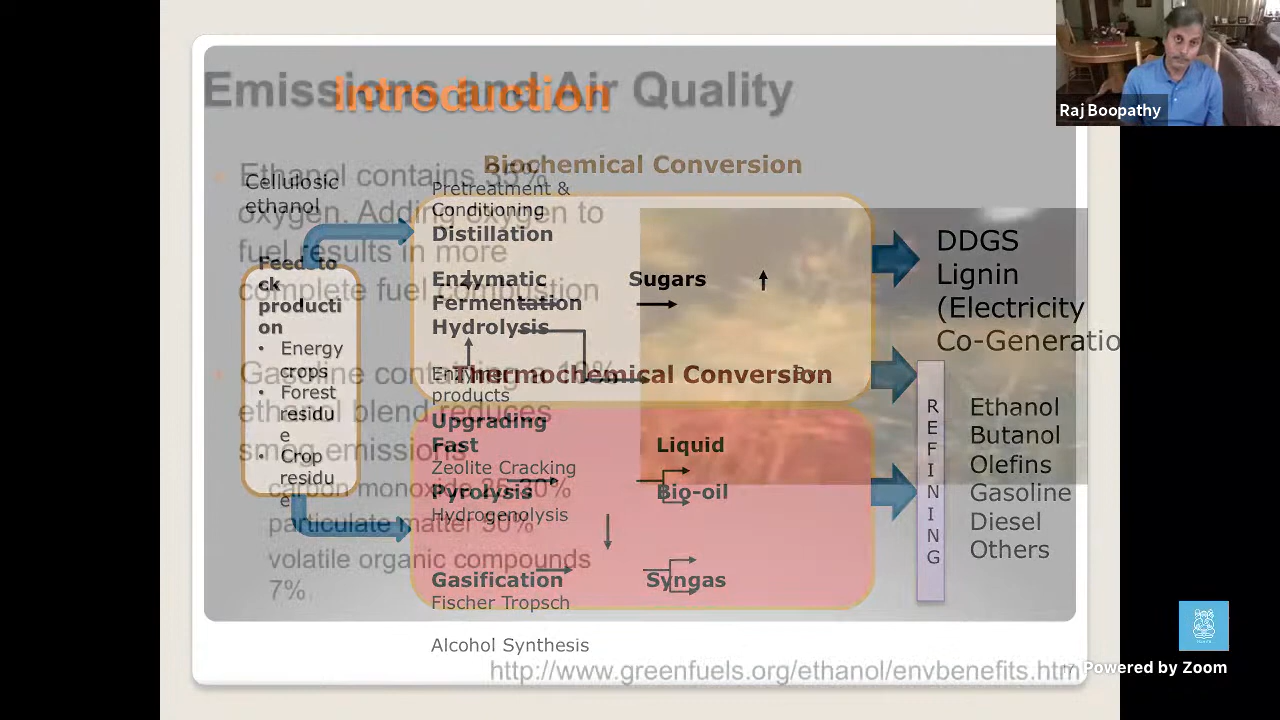 Emissions and Air Quality
Introduction
Raj Boopathy
Ethanol contains 35%
oxygen. Adding oxygen to
fuel results in more
complete fuel combustion
Gasoline containing a 10%
ethanol blend reduces
smog emissions
carbon monoxide 25-30%
particulate matter 50%
volatile organic compounds
7%
http://www.greenfuels.org/ethanol/envbenefits.htm
Cellulosic
ethanol
Feed to
ck
producti
on
• Energy
crops
• Forest
residu
e
• Crop
residu
e
Biochemical Conversion
Pretreatment &
Conditioning
Distillation
Enzymatic Sugars
Fermentation
Hydrolysis
Thermochemical Conversion
products
Upgrading
Fast Liquid
Zeolite Cracking
Pyrolysis Bio-oil
Hydrogenolysis
Gasification Syngas
Fischer Tropsch
Alcohol Synthesis
DDGS
Lignin
(Electricity
Co-Generatio
REFINING
Ethanol
Butanol
Olefins
Gasoline
Diesel
Others
Powered by Zoom